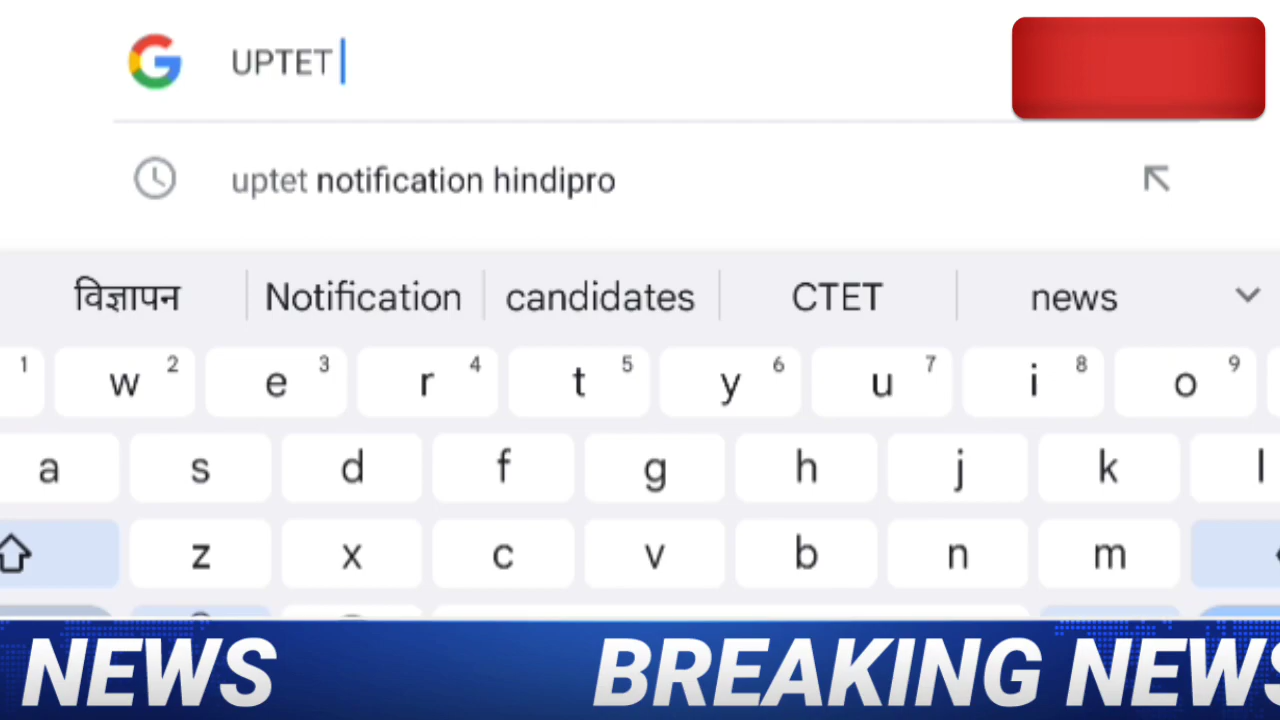 UPTET
uptet notification hindipro
विज्ञापन Notification candidates CTET news
1 w 2 e 3 r 4 t 5 y 6 u 7 i 8 o 9
a s d f g h j k l
z x c v b n m
NEWS BREAKING NEWS